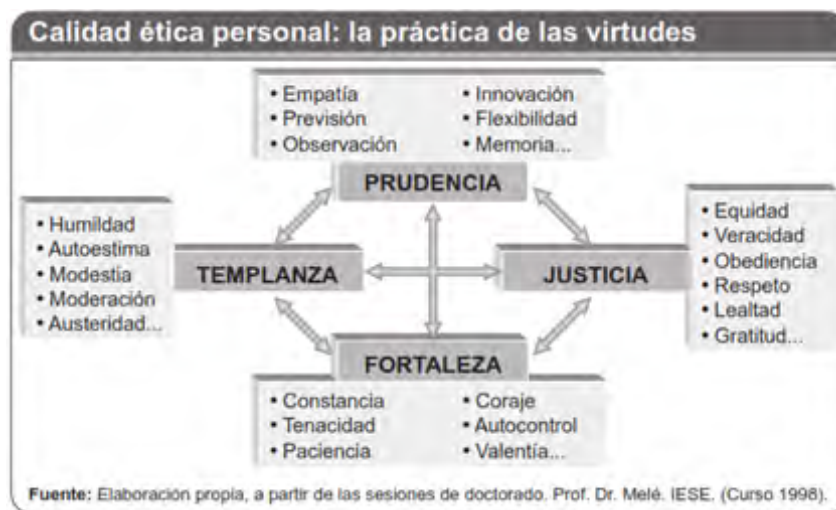 Calidad ética personal: la práctica de las virtudes
• Empatía
• Previsión
• Observación
• Innovación
• Flexibilidad
• Memoria...
PRUDENCIA
• Humildad
• Autoestima
• Modestia
• Moderación
• Austeridad...
TEMPLANZA
JUSTICIA
• Equidad
• Veracidad
• Obediencia
• Respeto
• Lealtad
• Gratitud...
FORTALEZA
• Constancia
• Tenacidad
• Paciencia
• Coraje
• Autocontrol
• Valentía...
Fuente: Elaboración propia, a partir de las sesiones de doctorado. Prof. Dr. Melé. IESE. (Curso 1998).